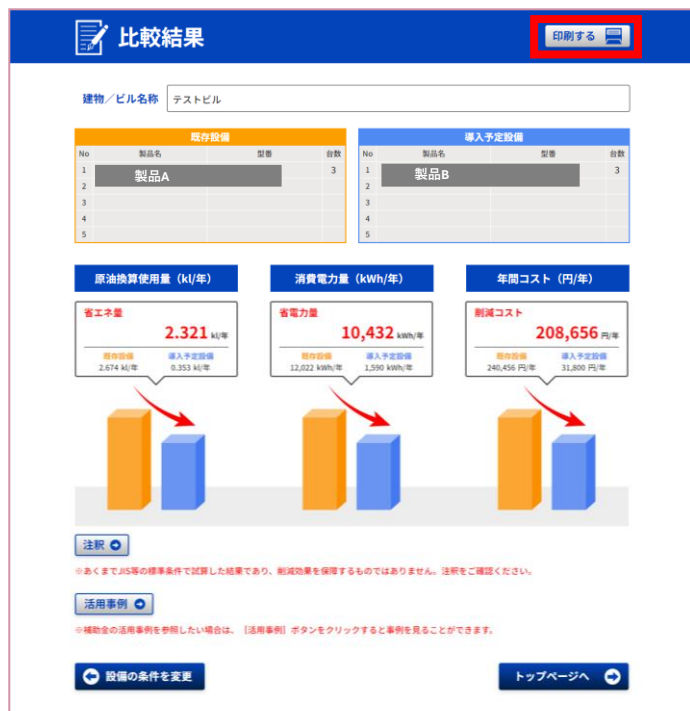 比較結果
印刷する
建物/ビル名称 テストビル
既存設備 導入予定設備
No 製品名 型番 台数 No 製品名 型番 台数
1 製品A 3 1 製品B 3
2 2
3 3
4 4
5 5
原油換算使用量（kl/年） 消費電力量（kWh/年） 年間コスト（円/年）
省エネ量 省電力量 削減コスト
2.321 kl/年 10,432 kWh/年 208,656 円/年
既存設備 導入予定設備 既存設備 導入予定設備 既存設備 導入予定設備
2.674 kl/年 0.353 kl/年 12,022 kWh/年 1,590 kWh/年 240,456 円/年 31,800 円/年
注釈
※あくまでJIS等の標準条件で試算した結果であり、削減効果を保障するものではありません。注釈をご確認ください。
活用事例
※補助金の活用事例を参照したい場合は、［活用事例］ボタンをクリックすると事例を見ることができます。
設備の条件を変更 トップページへ